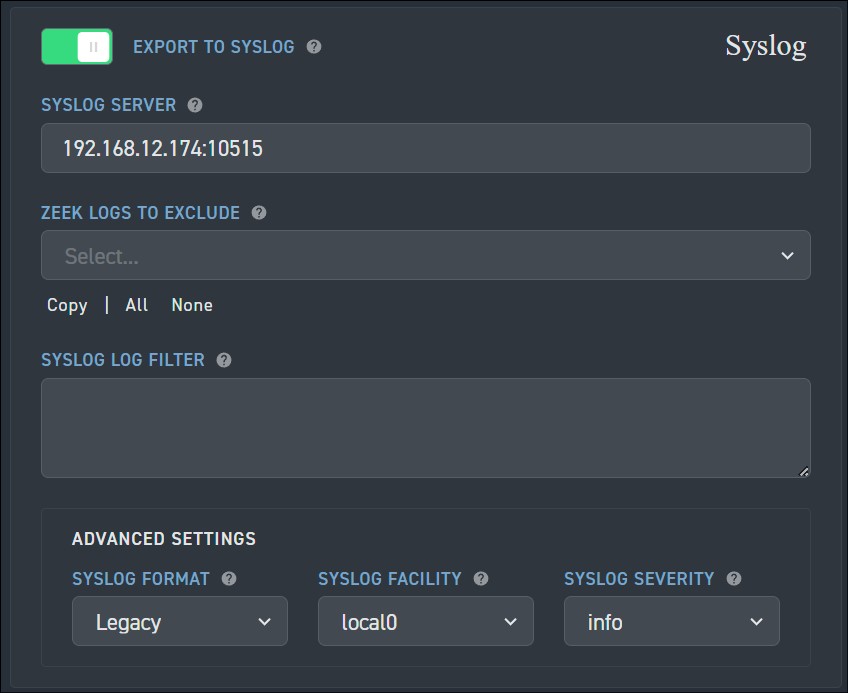 EXPORT TO SYSLOG ?
Syslog
SYSLOG SERVER ?
192.168.12.174:10515
ZEEK LOGS TO EXCLUDE ?
Select...
Copy | All None
SYSLOG LOG FILTER ?
ADVANCED SETTINGS
SYSLOG FORMAT ? SYSLOG FACILITY ? SYSLOG SEVERITY ?
Legacy local0 info